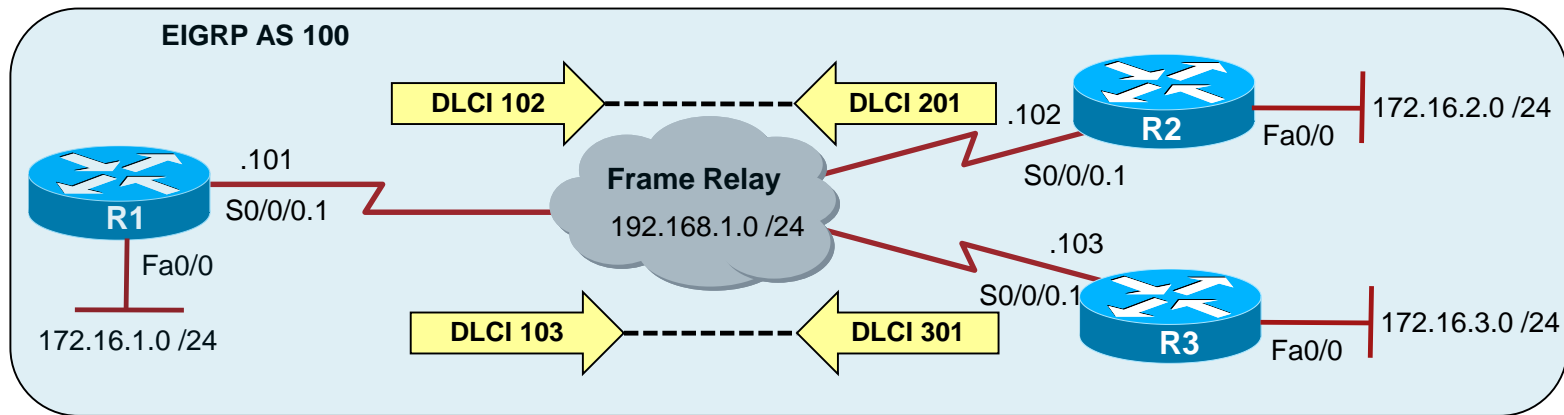 EIGRP AS 100
DLCI 102
DLCI 201
.102
R2
172.16.2.0 /24
Fa0/0
S0/0/0.1
.101
R1
S0/0/0.1
Fa0/0
172.16.1.0 /24
Frame Relay
192.168.1.0 /24
.103
S0/0/0.1
R3
172.16.3.0 /24
Fa0/0
DLCI 103
DLCI 301